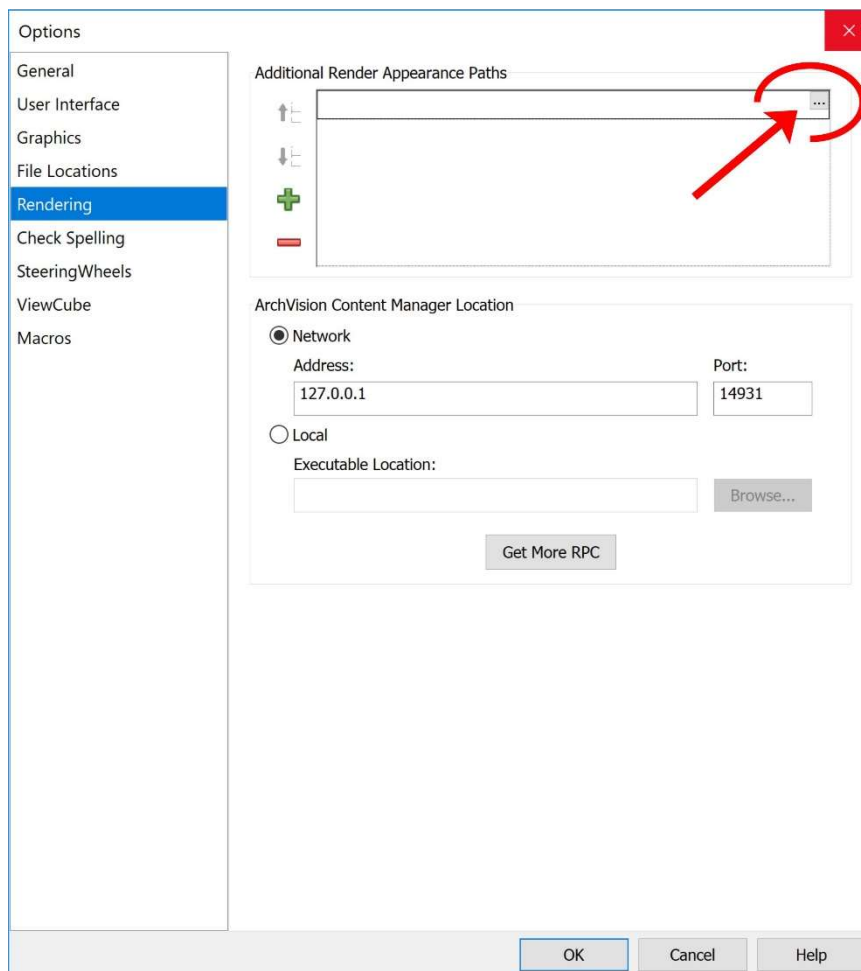 Options
General
User Interface
Graphics
File Locations
Rendering
Check Spelling
SteeringWheels
ViewCube
Macros
Additional Render Appearance Paths
...
ArchVision Content Manager Location
Network
Address:
Port:
127.0.0.1
14931
Local
Executable Location:
Browse...
Get More RPC
OK
Cancel
Help